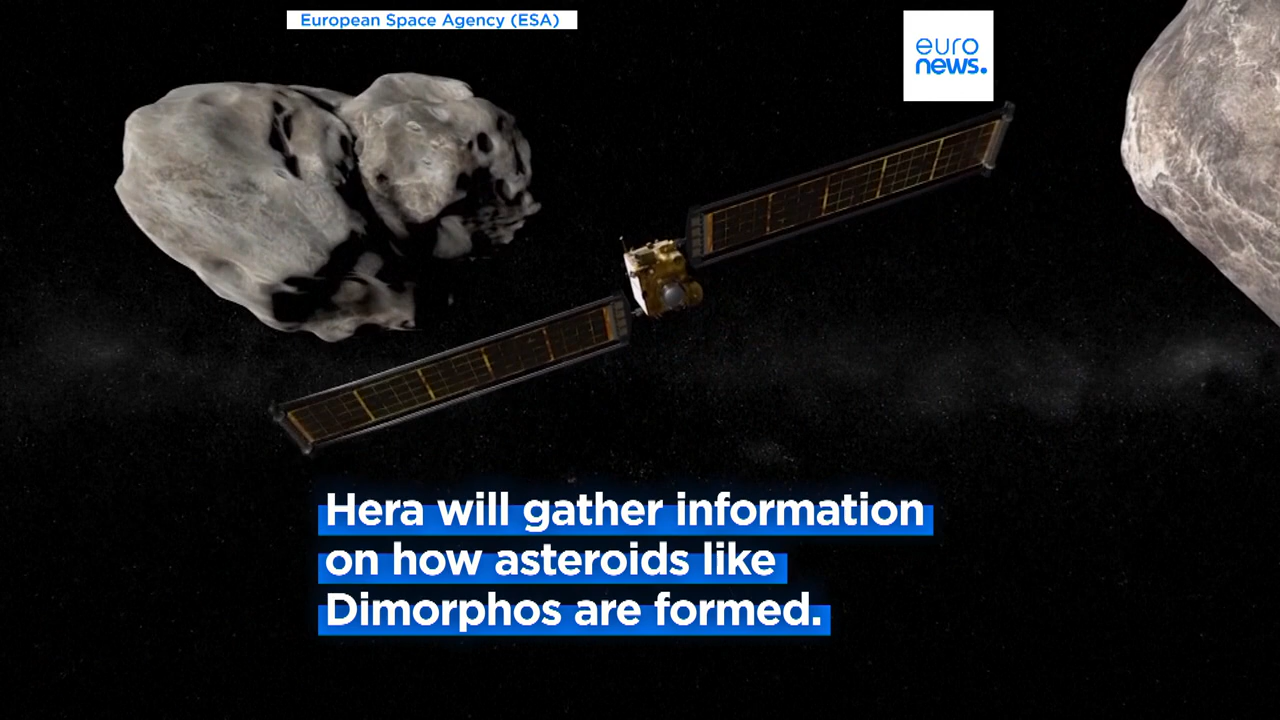 European Space Agency (ESA)
euro
news.
Hera will gather information
on how asteroids like
Dimorphos are formed.